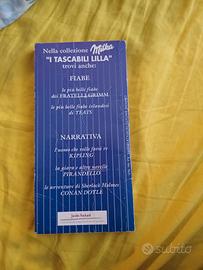 Nella collezione Milka
"I TASCABILI LILLA"
trovi anche:
FIABE
le più belle fiabe
dei FRATELLI GRIMM
le più belle fiabe irlandesi
di YEATS
NARRATIVA
l'uomo che volle farsi re
KIPLING
la giara e altre novelle
PIRANDELLO
le avventure di Sherlock Holmes
CONAN DOYLE
subito